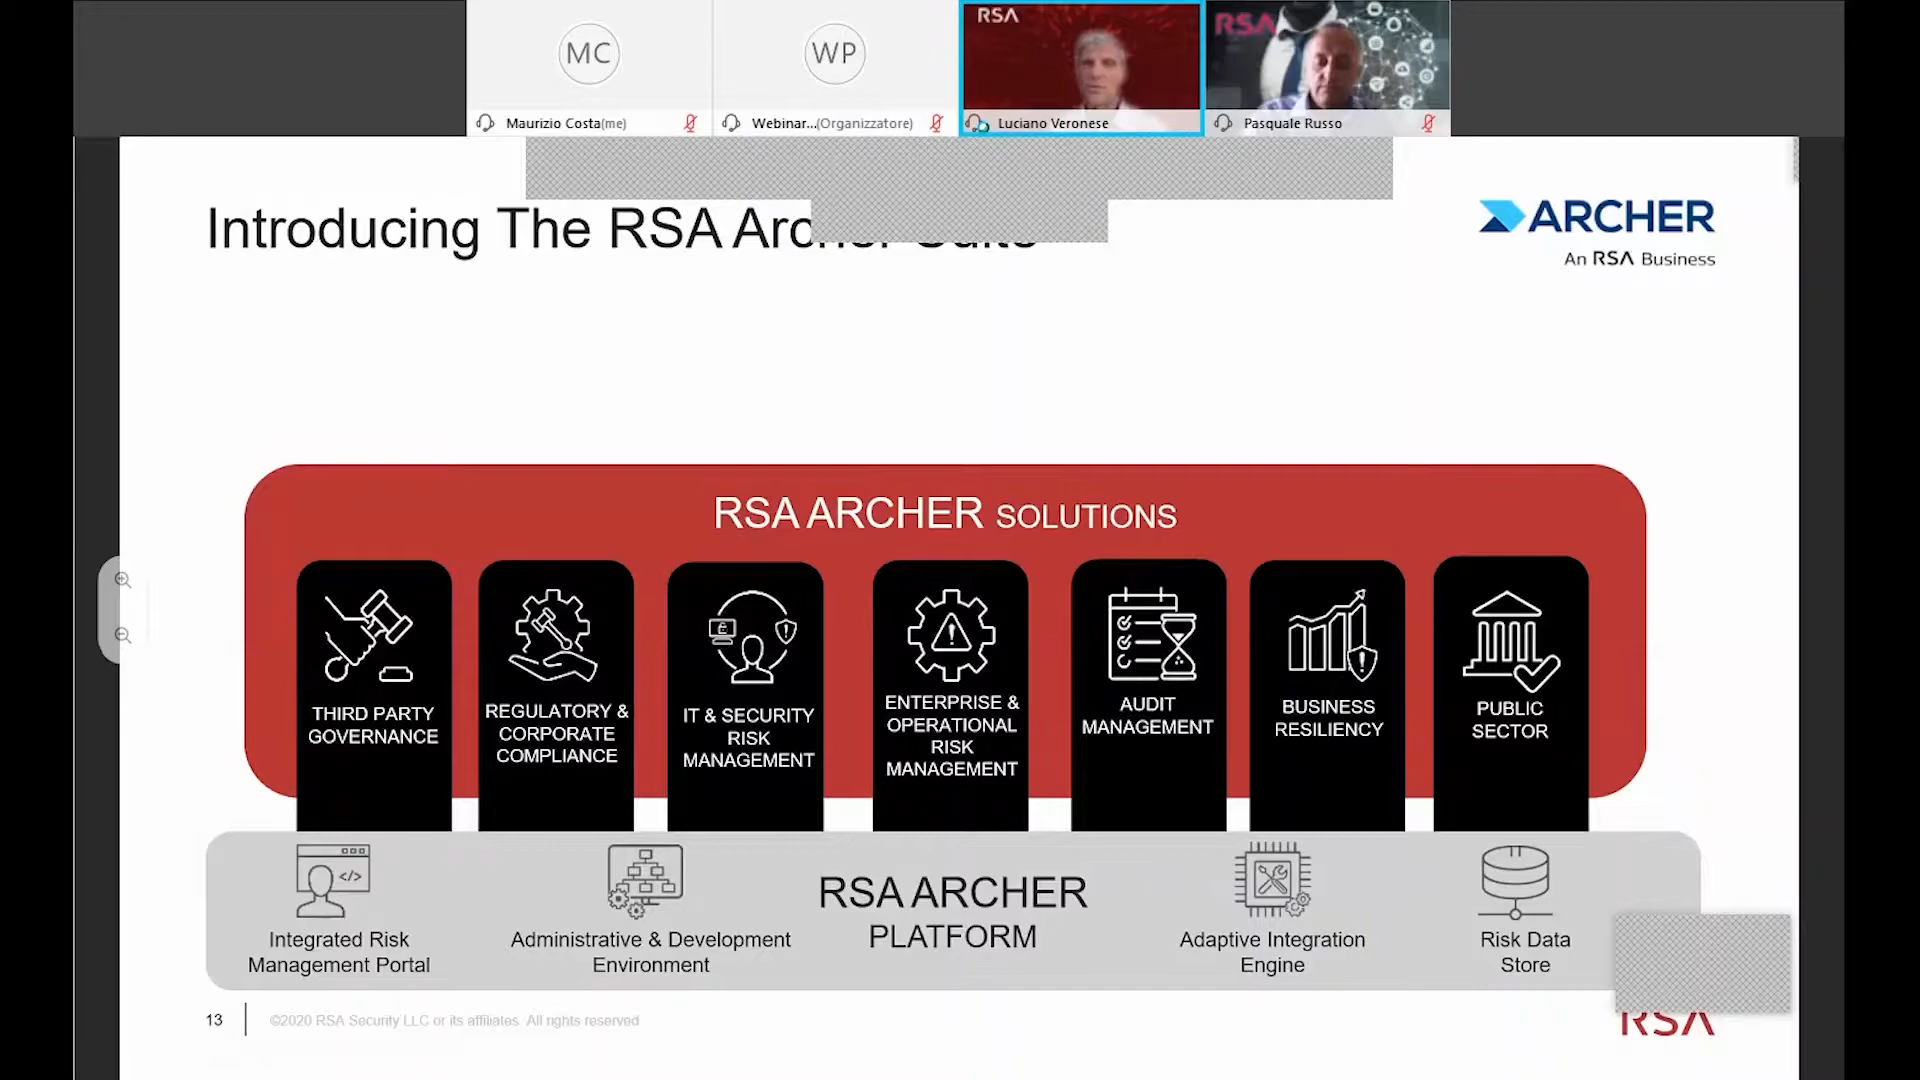 MC
WP
RSA
RSA
Maurizio Costa(me)
Webinar...(Organizzatore)
Luciano Veronese
Pasquale Russo
Introducing The RSA Archer Suite
ARCHER
An RSA Business
RSA ARCHER SOLUTIONS
THIRD PARTY
GOVERNANCE
REGULATORY &
CORPORATE
COMPLIANCE
IT & SECURITY
RISK
MANAGEMENT
ENTERPRISE &
OPERATIONAL
RISK
MANAGEMENT
AUDIT
MANAGEMENT
BUSINESS
RESILIENCY
PUBLIC
SECTOR
Integrated Risk
Management Portal
Administrative & Development
Environment
RSA ARCHER
PLATFORM
Adaptive Integration
Engine
Risk Data
Store
13
©2020 RSA Security LLC or its affiliates. All rights reserved
RSA